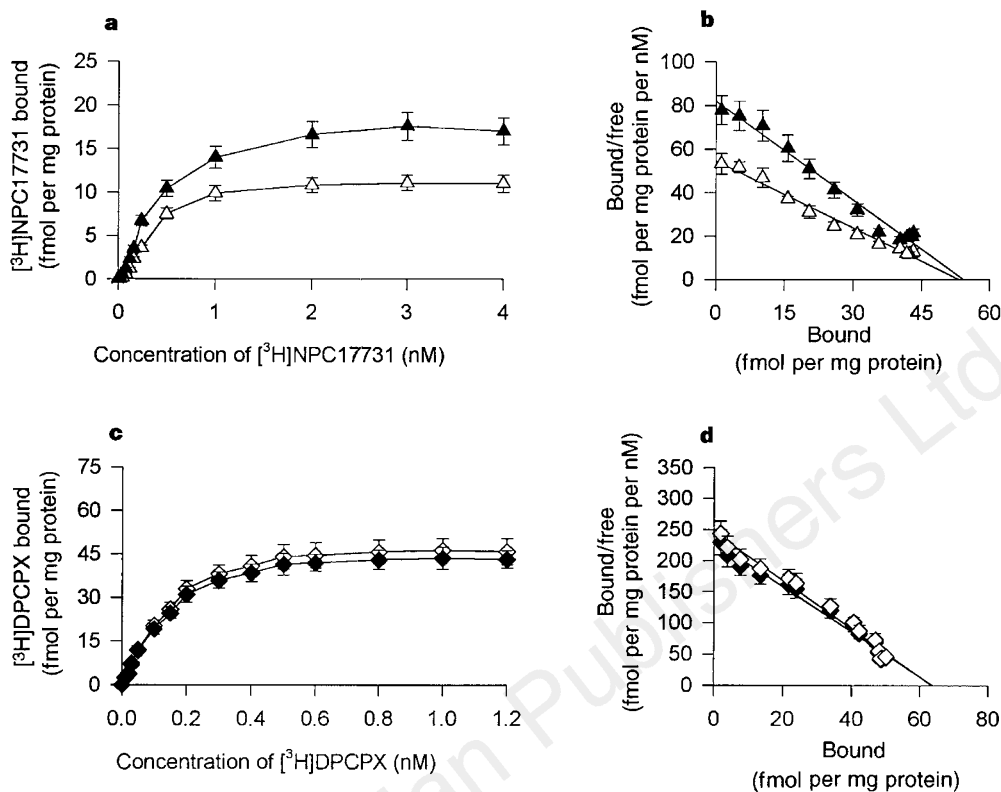 a
[³H]NPC17731 bound
(fmol per mg protein)
25
20
15
10
5
0
0 1 2 3 4
Concentration of [³H]NPC17731 (nM)
b
Bound/free
(fmol per mg protein per nM)
100
80
60
40
20
0
0 15 30 45 60
Bound
(fmol per mg protein)
c
[³H]DPCPX bound
(fmol per mg protein)
75
60
45
30
15
0
0.0 0.2 0.4 0.6 0.8 1.0 1.2
Concentration of [³H]DPCPX (nM)
d
Bound/free
(fmol per mg protein per nM)
350
300
250
200
150
100
50
0
0 20 40 60 80
Bound
(fmol per mg protein)
ian Publishers Ltd